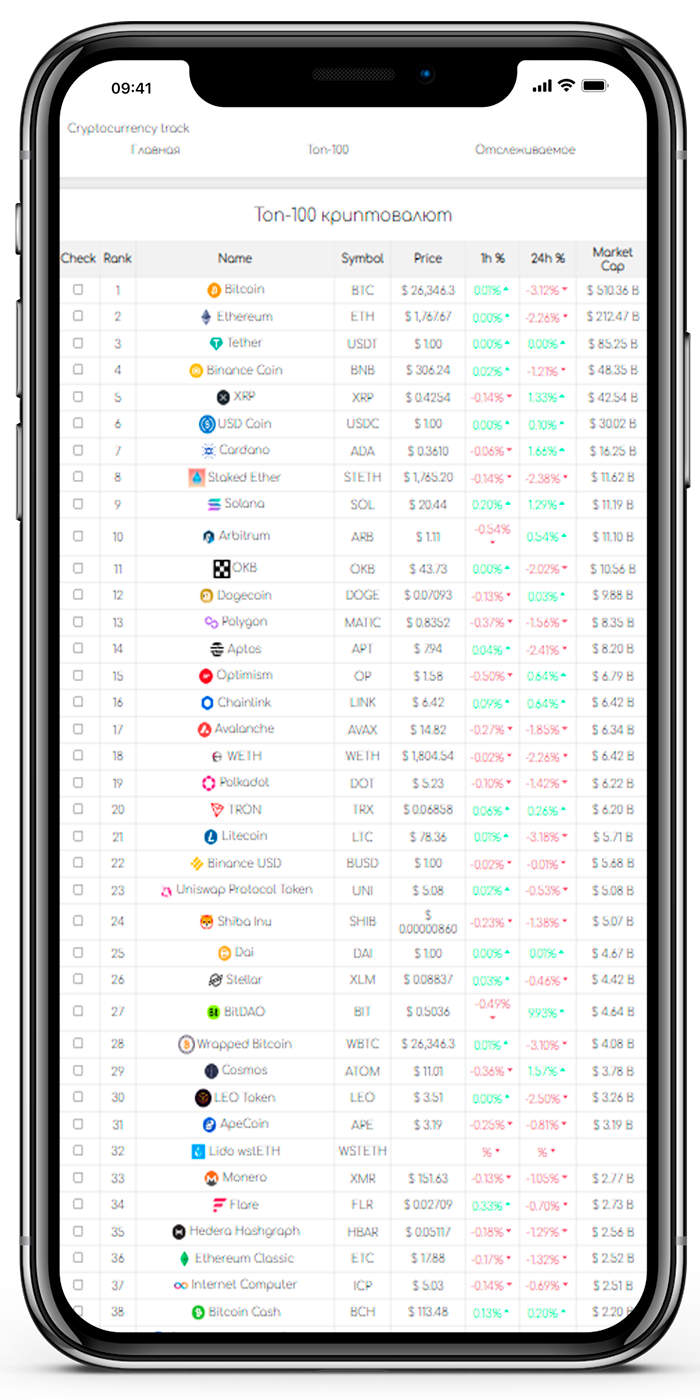 09:41
Cryptocurrency track
Главная Топ-100 Отслеживаемое
Топ-100 криптовалют
Check Rank Name Symbol Price 1h % 24h % Market Cap
1 Bitcoin BTC $ 26,346.3 0.01% -3.12% $ 510.36 B
2 Ethereum ETH $ 1,767.67 0.00% -2.26% $ 212.47 B
3 Tether USDT $ 1.00 0.00% 0.00% $ 85.25 B
4 Binance Coin BNB $ 306.24 0.02% -1.21% $ 48.35 B
5 XRP XRP $ 0.4254 -0.14% 1.33% $ 42.54 B
6 USD Coin USDC $ 1.00 0.00% 0.10% $ 30.02 B
7 Cardano ADA $ 0.3610 -0.06% 1.66% $ 16.25 B
8 Staked Ether STETH $ 1,765.20 -0.14% -2.38% $ 11.62 B
9 Solana SOL $ 20.44 0.20% 1.29% $ 11.19 B
10 Arbitrum ARB $ 1.11 -0.54% 0.54% $ 11.10 B
11 OKB OKB $ 43.73 0.00% -2.02% $ 10.56 B
12 Dogecoin DOGE $ 0.07093 -0.13% 0.03% $ 9.88 B
13 Polygon MATIC $ 0.8352 -0.37% -1.56% $ 8.35 B
14 Aptos APT $ 7.94 0.04% -2.41% $ 8.20 B
15 Optimism OP $ 1.58 -0.50% 0.64% $ 6.79 B
16 Chainlink LINK $ 6.42 0.09% 0.64% $ 6.42 B
17 Avalanche AVAX $ 14.82 -0.27% -1.85% $ 6.34 B
18 WETH WETH $ 1,804.54 -0.02% -2.26% $ 6.42 B
19 Polkadot DOT $ 5.23 -0.10% -1.42% $ 6.22 B
20 TRON TRX $ 0.06858 0.06% 0.26% $ 6.20 B
21 Litecoin LTC $ 78.36 0.01% -3.18% $ 5.71 B
22 Binance USD BUSD $ 1.00 -0.02% -0.01% $ 5.68 B
23 Uniswap Protocol Token UNI $ 5.08 0.02% -0.53% $ 5.08 B
24 Shiba Inu SHIB $ 0.00000860 -0.23% -1.38% $ 5.07 B
25 Dai DAI $ 1.00 0.00% 0.01% $ 4.67 B
26 Stellar XLM $ 0.08837 0.03% -0.46% $ 4.42 B
27 BitDAO BIT $ 0.5036 -0.49% 9.93% $ 4.64 B
28 Wrapped Bitcoin WBTC $ 26,346.3 0.01% -3.10% $ 4.08 B
29 Cosmos ATOM $ 11.01 -0.36% 1.57% $ 3.78 B
30 LEO Token LEO $ 3.51 0.00% -2.50% $ 3.26 B
31 ApeCoin APE $ 3.19 -0.25% -0.81% $ 3.19 B
32 Lido wstETH WSTETH % %
33 Monero XMR $ 151.63 -0.13% -1.05% $ 2.77 B
34 Flare FLR $ 0.02709 0.33% -0.70% $ 2.73 B
35 Hedera Hashgraph HBAR $ 0.05117 -0.18% -1.29% $ 2.56 B
36 Ethereum Classic ETC $ 17.88 -0.17% -1.32% $ 2.52 B
37 Internet Computer ICP $ 5.03 -0.14% -0.69% $ 2.51 B
38 Bitcoin Cash BCH $ 113.48 0.13% 0.20% $ 2.20 B